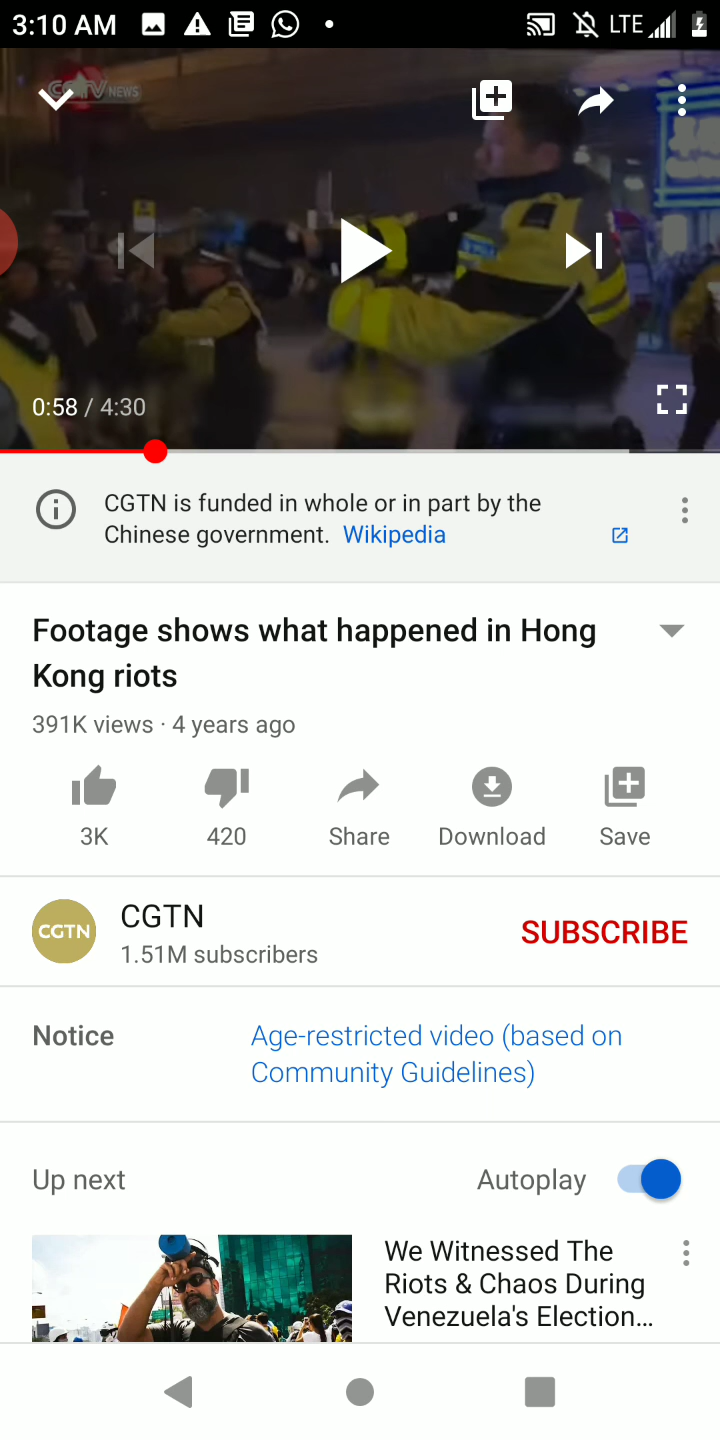 3:10 AM
LTE
CCTV NEWS
0:58 / 4:30
CGTN is funded in whole or in part by the
Chinese government. Wikipedia
Footage shows what happened in Hong
Kong riots
391K views · 4 years ago
3K
420
Share
Download
Save
CGTN
CGTN
1.51M subscribers
SUBSCRIBE
Notice
Age-restricted video (based on
Community Guidelines)
Up next
Autoplay
We Witnessed The
Riots & Chaos During
Venezuela's Election...